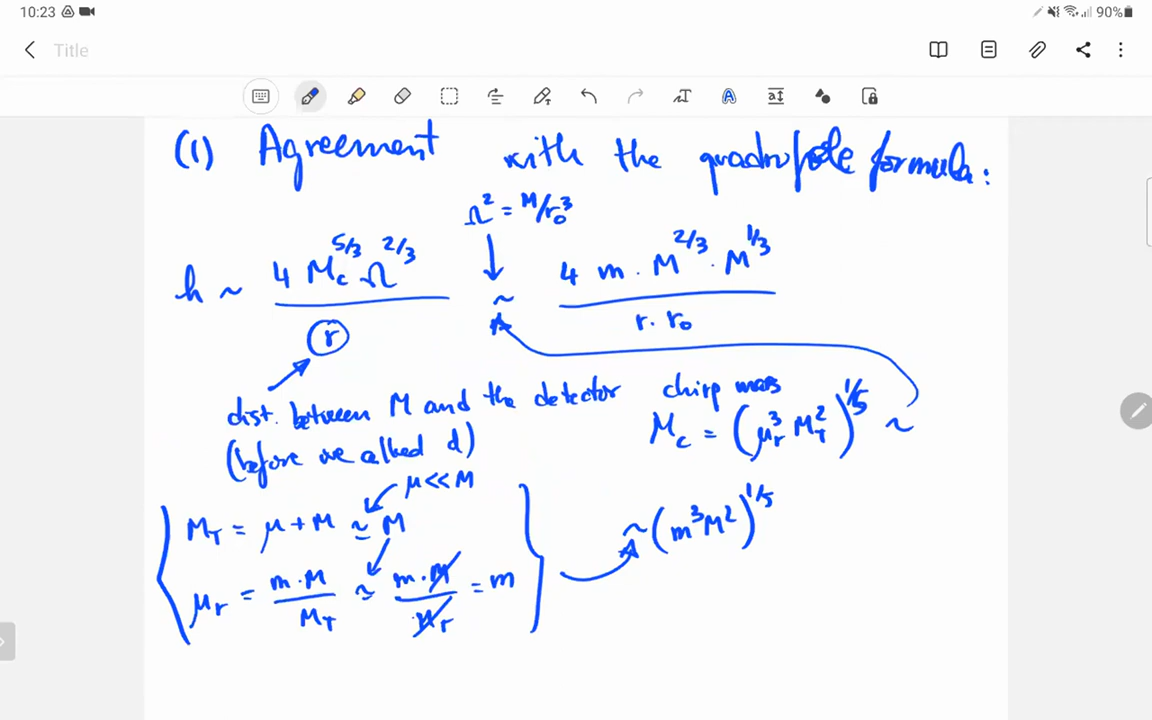 10:23
90%
Title
(1) Agreement with the quadrupole formula:
Ω² = M/r₀³
h ~ 4 M_c^{5/3} Ω^{2/3} / r ~ 4 m · M^{2/3} · M^{1/3} / r · r₀
dist. between M and the detector
(before we called d)
chirp mass
M_c = (μ_r³ M_T²)^{1/5} ~
μ << M
M_T = μ + M ≃ M
~ (m³M²)^{1/5}
μ_r = m · M / M_T ≃ m · M / M_T = m